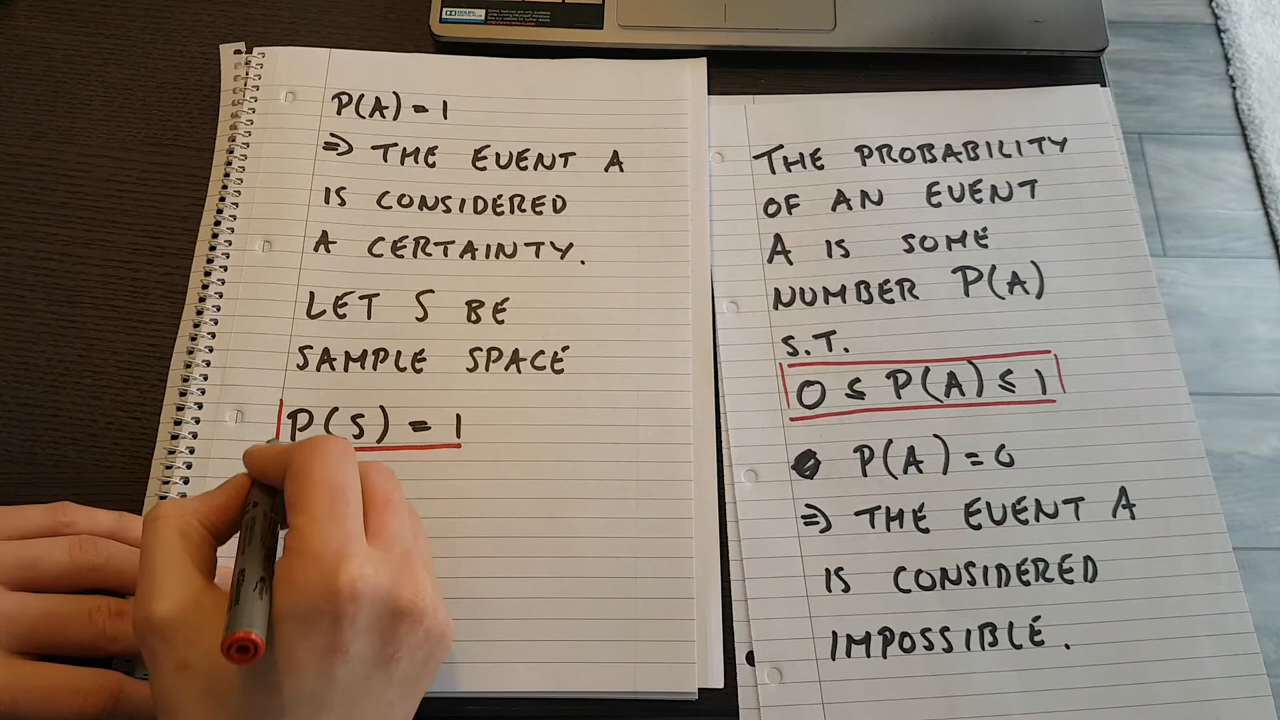 P(A) = 1
⇒ THE EVENT A
IS CONSIDERED
A CERTAINTY.
LET S BE
SAMPLE SPACE
P(S) = 1
THE PROBABILITY
OF AN EVENT
A IS SOME
NUMBER P(A)
S.T.
0 ≤ P(A) ≤ 1
P(A) = 0
⇒ THE EVENT A
IS CONSIDERED
IMPOSSIBLE.